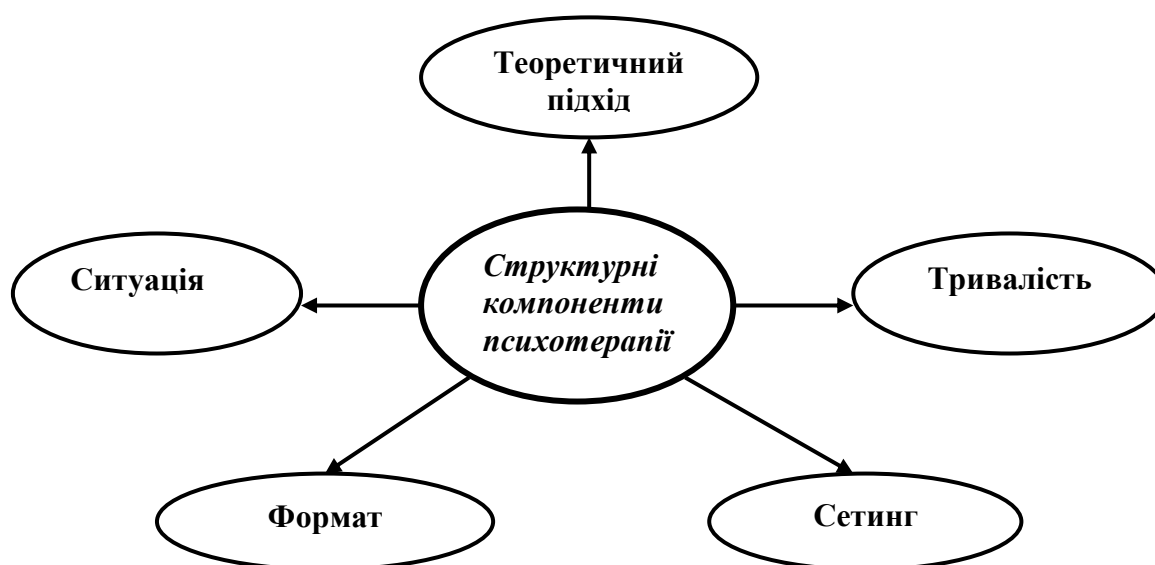 Теоретичний
підхід
Ситуація
Структурні
компоненти
психотерапії
Тривалість
Формат
Сетинг